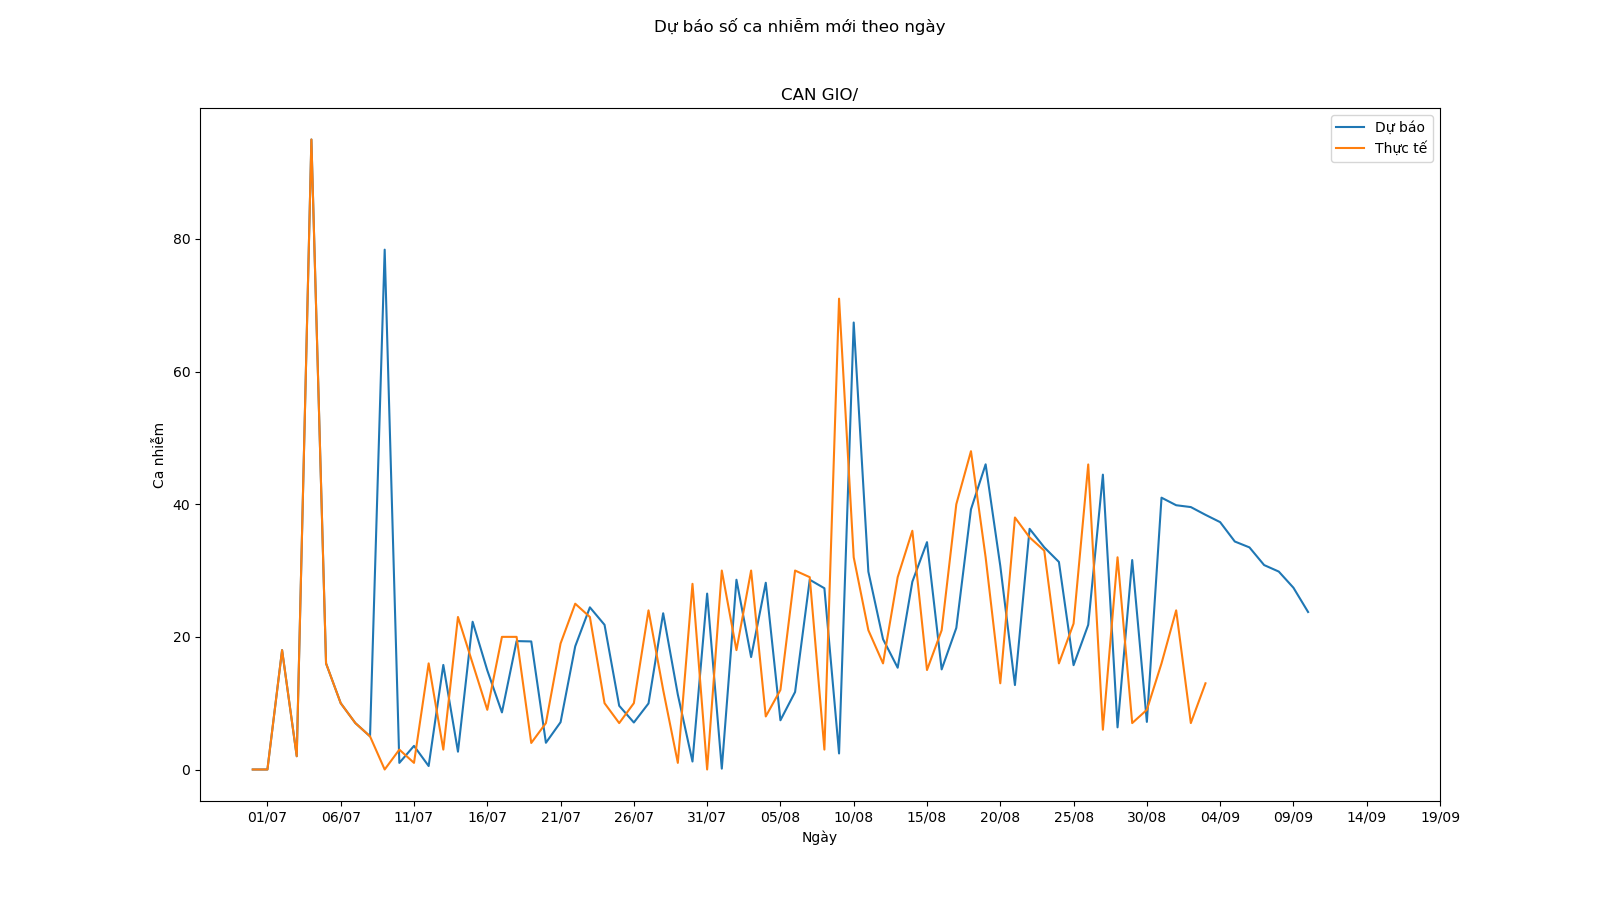 Dự báo số ca nhiễm mới theo ngày
CAN GIO/
Dự báo
Thực tế
80
60
40
20
0
Ca nhiễm
01/07 06/07 11/07 16/07 21/07 26/07 31/07 05/08 10/08 15/08 20/08 25/08 30/08 04/09 09/09 14/09 19/09
Ngày